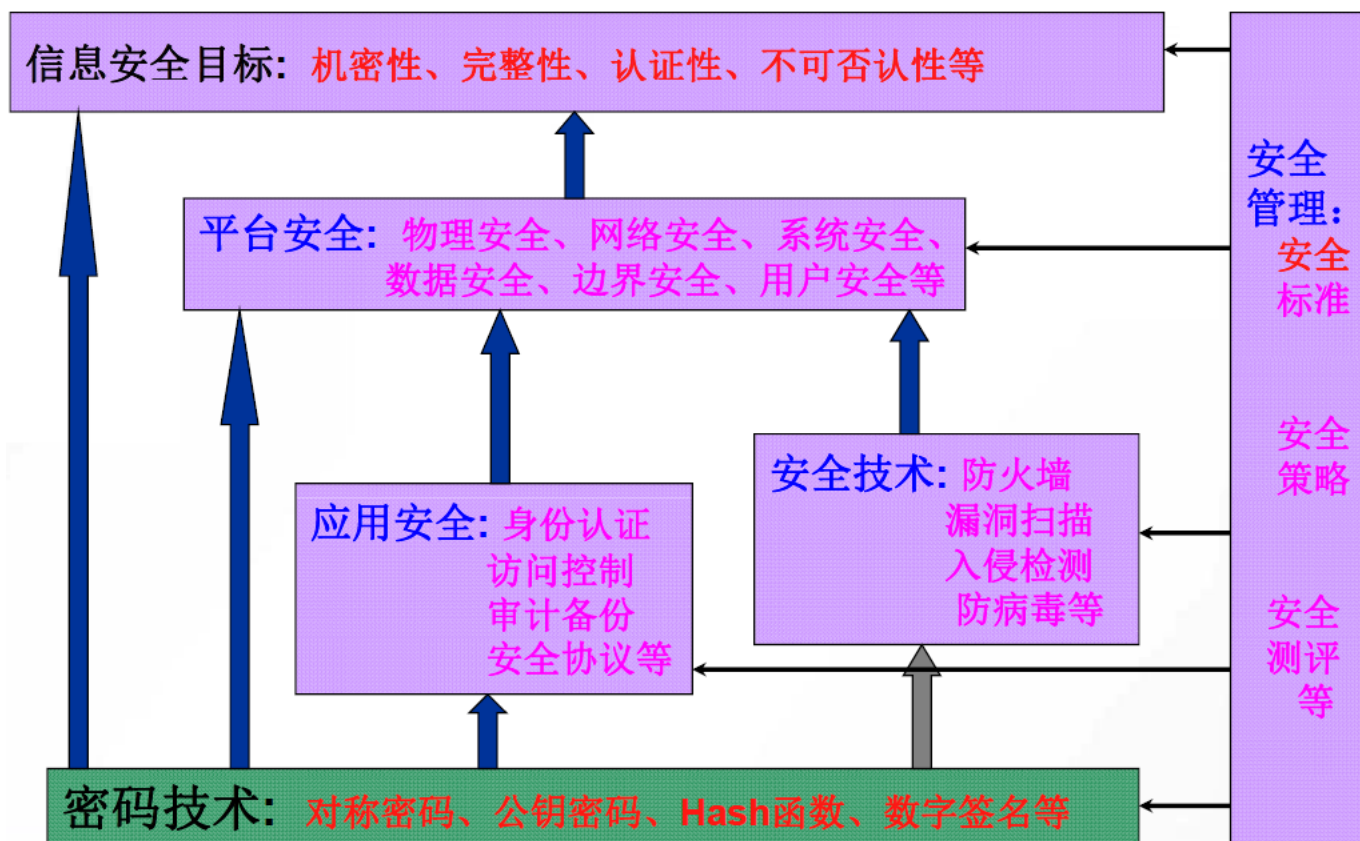 信息安全目标: 机密性、完整性、认证性、不可否认性等
平台安全: 物理安全、网络安全、系统安全、
数据安全、边界安全、用户安全等
应用安全: 身份认证
访问控制
审计备份
安全协议等
安全技术: 防火墙
漏洞扫描
入侵检测
防病毒等
密码技术: 对称密码、公钥密码、Hash函数、数字签名等
安全
管理：
安全
标准
安全
策略
安全
测评
等